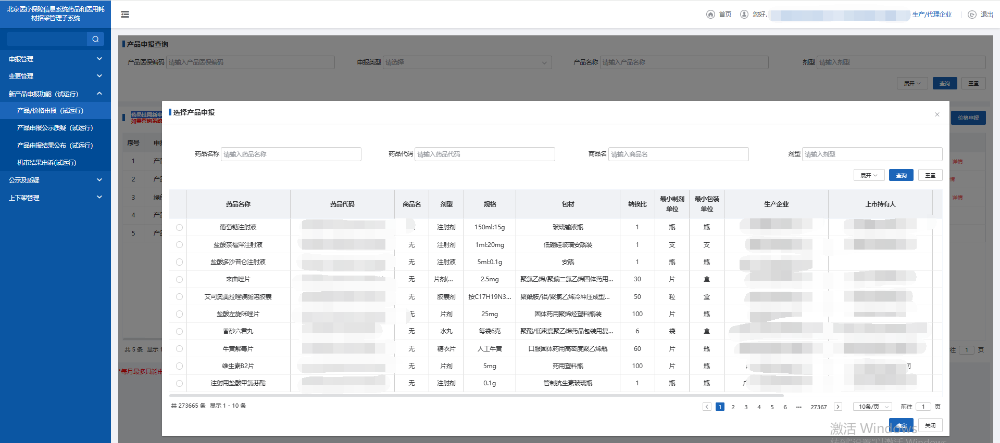 北京医疗保障信息系统药品和医用耗
材招采管理子系统
首页 您好, 生产/代理企业 退出
申报管理
变更管理
新产品申报功能（试运行）
产品/价格申报（试运行）
产品申报公示质疑（试运行）
产品申报结果公布（试运行）
机审结果申诉(试运行)
公示及质疑
上下架管理
产品申报查询
产品医保编码 请输入产品医保编码 申报类型 请选择 产品名称 请输入产品名称 剂型 请输入剂型
展开 查询 重置
药品挂网新申
如需咨询系统
价格申报
序号 申
1 产 详情
2 产 情
3 绿 详情
4 产
5 产
共 5 条 显示 1
往 1 页
*每月最多只能申
选择产品申报
药品名称 请输入药品名称 药品代码 请输入药品代码 商品名 请输入商品名 剂型 请输入剂型
展开 查询 重置
药品名称 药品代码 商品名 剂型 规格 包材 转换比 最小制剂单位 最小包装单位 生产企业 上市持有人
葡萄糖注射液 注射剂 150ml:15g 玻璃输液瓶 1 瓶 瓶
盐酸奈福泮注射液 无 注射剂 1ml:20mg 低硼硅玻璃安瓿装 1 支 支
盐酸多沙普仑注射液 无 注射液 5ml:0.1g 安瓿 1 瓶 瓶
来曲唑片 无 片剂(... 2.5mg 聚氯乙烯/聚偏二氯乙烯固体药用... 30 片 盒
艾司奥美拉唑镁肠溶胶囊 无 胶囊剂 按C17H19N3... 聚酰胺/铝/聚氯乙烯冷冲压成型... 50 粒 盒
盐酸左旋咪唑片 无 片剂 25mg 固体药用聚烯烃塑料瓶装 100 片 瓶
香砂六君丸 无 水丸 每袋6克 聚酯/低密度聚乙烯药品包装用复... 6 袋 盒
牛黄解毒片 无 糖衣片 人工牛黄 口服固体药用高密度聚乙烯瓶 60 片 瓶
维生素B2片 无 片剂 5mg 药用塑料瓶 100 片 瓶
注射用盐酸甲氯芬酯 无 注射剂 0.1g 管制抗生素玻璃瓶 1 瓶 瓶
共 273665 条 显示 1 - 10 条
1 2 3 4 5 6 ••• 27367 10条/页 前往 1 页
确定 关闭
激活 Windows
转到"设置"以激活 Windows